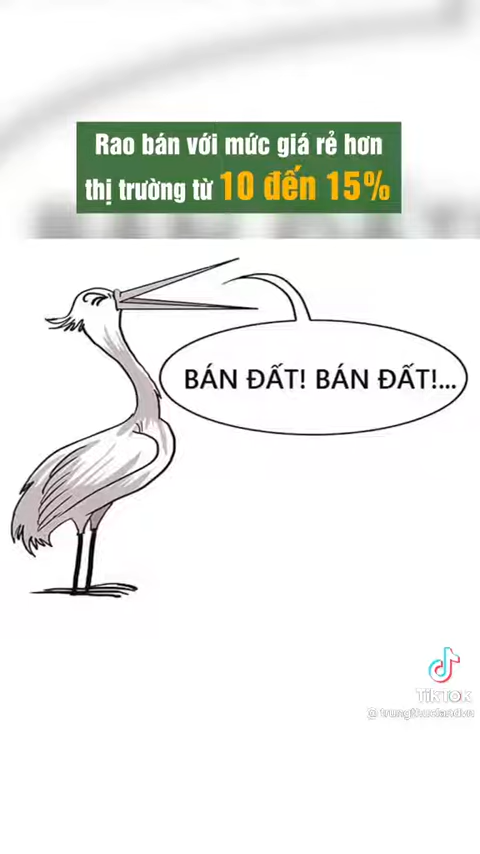 Rao bán với mức giá rẻ hơn
thị trường từ 10 đến 15%
BÁN ĐẤT! BÁN ĐẤT!...
TikTok